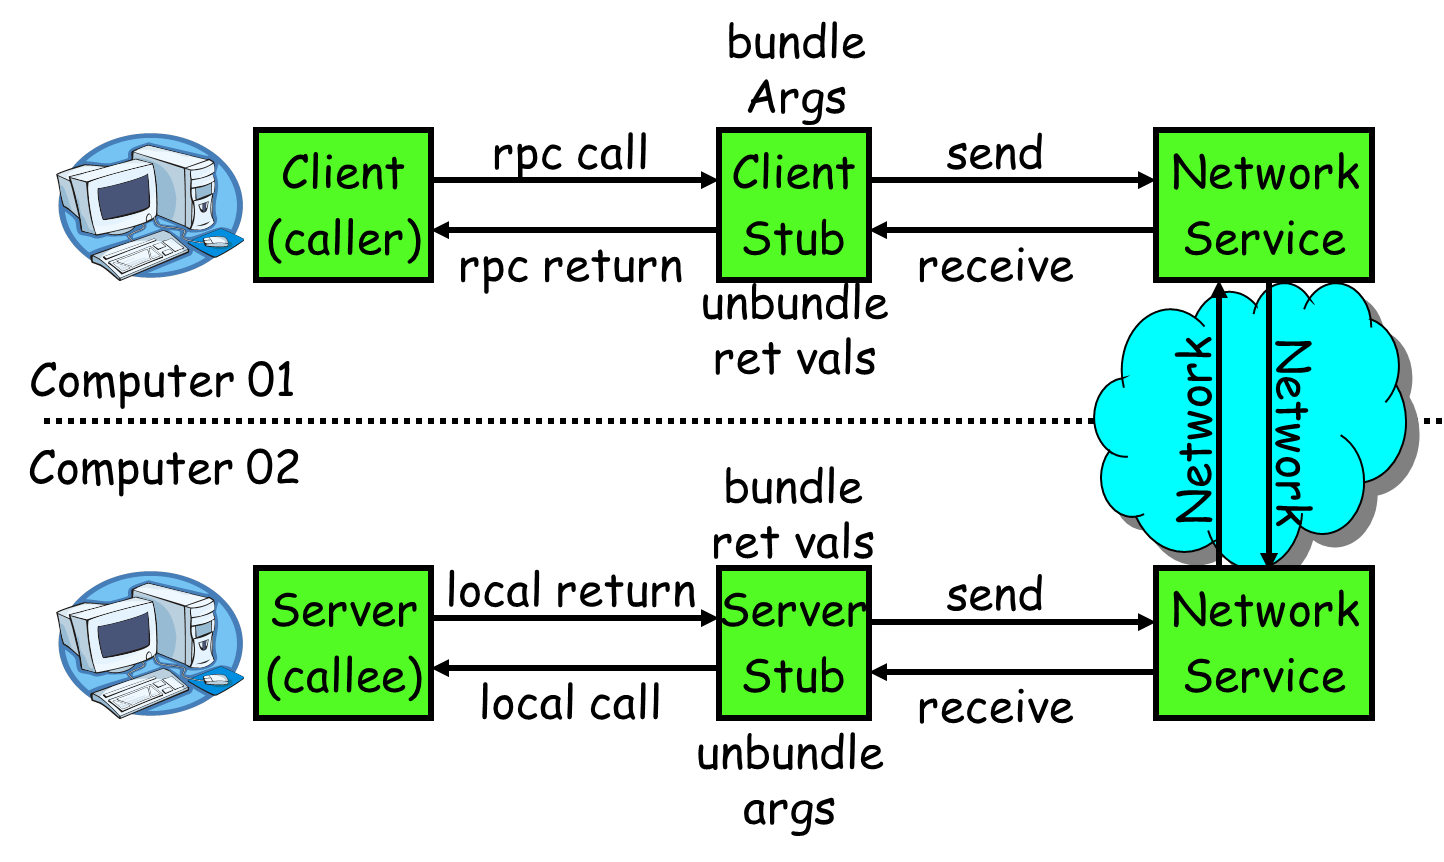 bundle
Args
Client
(caller)
rpc call
rpc return
Client
Stub
send
receive
Network
Service
unbundle
ret vals
Computer 01
Network
Network
Computer 02
bundle
ret vals
Server
(callee)
local return
local call
Server
Stub
send
receive
Network
Service
unbundle
args